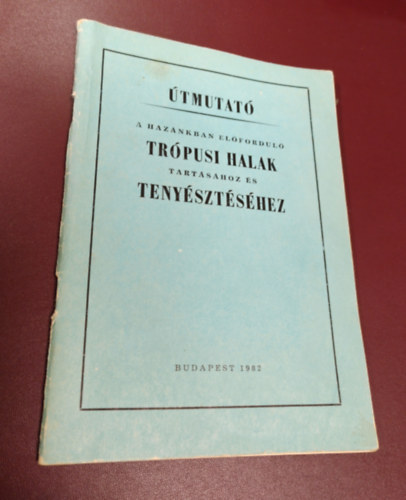 ÚTMUTATÓ
A HAZÁNKBAN ELŐFORDULÓ
TRÓPUSI HALAK
TARTÁSÁHOZ ÉS
TENYÉSZTÉSÉHEZ
BUDAPEST 1962